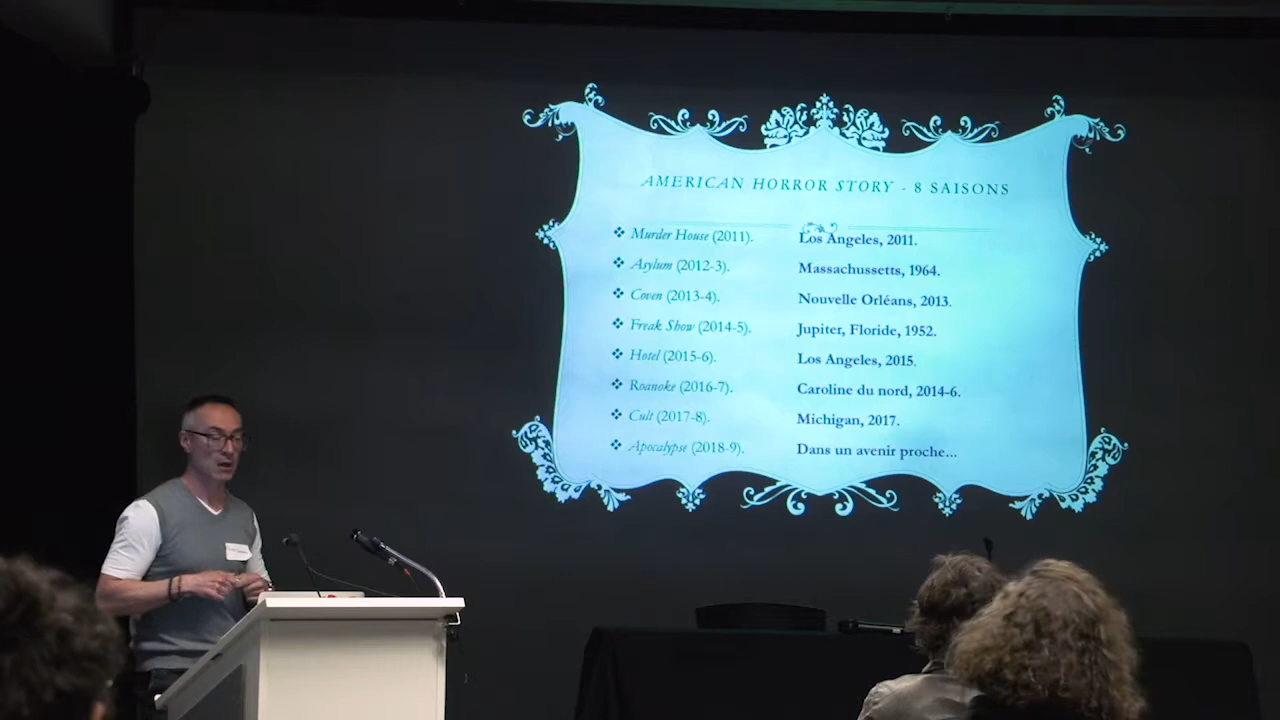 AMERICAN HORROR STORY - 8 SAISONS
❖ Murder House (2011). Los Angeles, 2011.
❖ Asylum (2012-3). Massachussetts, 1964.
❖ Coven (2013-4). Nouvelle Orléans, 2013.
❖ Freak Show (2014-5). Jupiter, Floride, 1952.
❖ Hotel (2015-6). Los Angeles, 2015.
❖ Roanoke (2016-7). Caroline du nord, 2014-6.
❖ Cult (2017-8). Michigan, 2017.
❖ Apocalypse (2018-9). Dans un avenir proche...